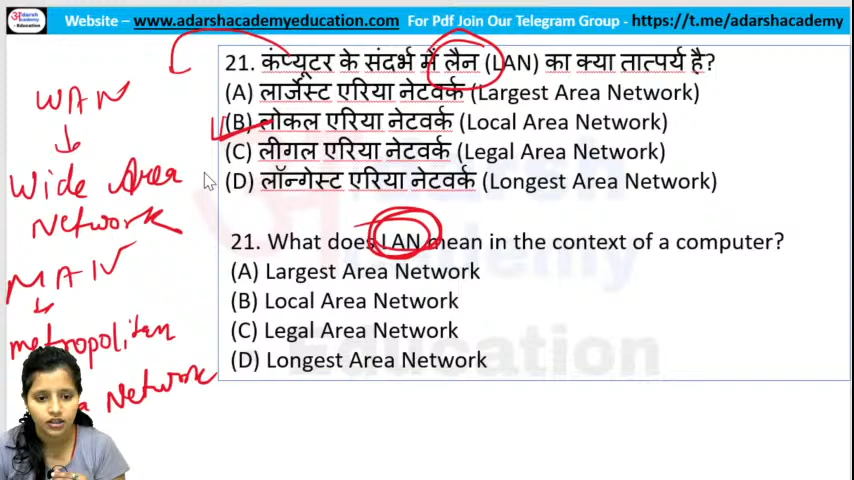 Adarsh Academy - Education
Website – www.adarshacademyeducation.com For Pdf Join Our Telegram Group - https://t.me/adarshacademy
21. कंप्यूटर के संदर्भ में लैन (LAN) का क्या तात्पर्य है?
(A) लार्जेस्ट एरिया नेटवर्क (Largest Area Network)
(B) लोकल एरिया नेटवर्क (Local Area Network)
(C) लीगल एरिया नेटवर्क (Legal Area Network)
(D) लॉन्गेस्ट एरिया नेटवर्क (Longest Area Network)
21. What does LAN mean in the context of a computer?
(A) Largest Area Network
(B) Local Area Network
(C) Legal Area Network
(D) Longest Area Network
WAN
Wide Area
Network
MAN
metropolitan
Network